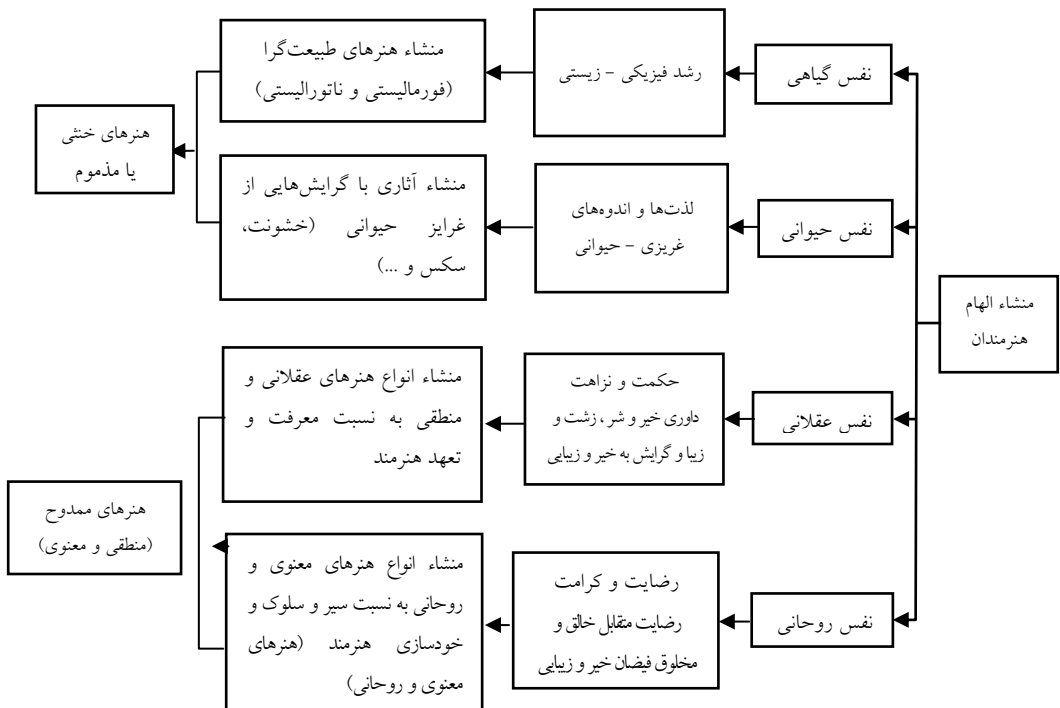 منشاء الهام
هنرمندان
نفس گیاهی
رشد فیزیکی – زیستی
منشاء هنرهای طبیعت‌گرا
(فورمالیستی و ناتورالیستی)
نفس حیوانی
لذت‌ها و اندوه‌های
غریزی – حیوانی
منشاء آثاری با گرایش‌هایی از
غرایز حیوانی (خشونت،
سکس و ...)
هنرهای خنثی
یا مذموم
نفس عقلانی
حکمت و نزاهت
داوری خیر و شر، زشت و
زیبا و گرایش به خیر و زیبایی
منشاء انواع هنرهای عقلانی و
منطقی به نسبت معرفت و
تعهد هنرمند
نفس روحانی
رضایت و کرامت
رضایت متقابل خالق و
مخلوق فیضان خیر و زیبایی
منشاء انواع هنرهای معنوی و
روحانی به نسبت سیر و سلوک و
خودسازی هنرمند (هنرهای
معنوی و روحانی)
هنرهای ممدوح
(منطقی و معنوی)